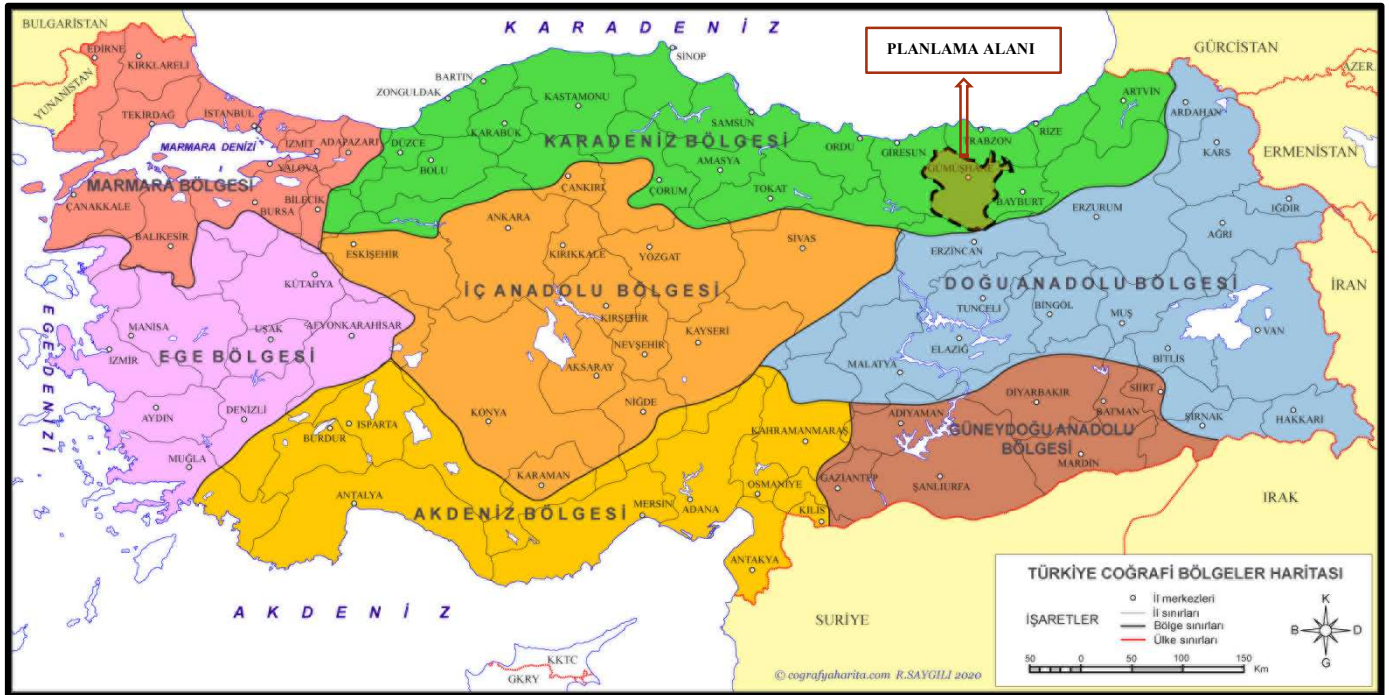 BULGARİSTAN
K A R A D E N İ Z
PLANLAMA ALANI
GÜRCİSTAN
AZER.
EDİRNE
KIRKLARELİ
YUNANİSTAN
TEKİRDAĞ
İSTANBUL
MARMARA DENİZİ
İZMİT
ADAPAZARI
YALOVA
MARMARA BÖLGESİ
ÇANAKKALE
BURSA
BİLECİK
BALIKESİR
SİNOP
BARTIN
ZONGULDAK
KASTAMONU
KARABÜK
SAMSUN
KARADENİZ BÖLGESİ
DÜZCE
BOLU
AMASYA
ORDU
GİRESUN
TRABZON
RİZE
ARTVİN
ÇANKIRI
ÇORUM
TOKAT
GÜMÜŞHANE
BAYBURT
ARDAHAN
KARS
ERMENİSTAN
IĞDIR
ERZURUM
AĞRI
ERZİNCAN
ESKİŞEHİR
ANKARA
KIRIKKALE
YOZGAT
SİVAS
İÇ ANADOLU BÖLGESİ
KIRŞEHİR
NEVŞEHİR
KAYSERİ
AKSARAY
NİĞDE
KONYA
KARAMAN
DOĞU ANADOLU BÖLGESİ
TUNCELİ
BİNGÖL
MUŞ
VAN
İRAN
ELAZIĞ
BİTLİS
MALATYA
HAKKARİ
ŞIRNAK
E G E D E N İ Z İ
KÜTAHYA
MANİSA
UŞAK
AFYONKARAHİSAR
İZMİR
EGE BÖLGESİ
AYDIN
DENİZLİ
MUĞLA
BURDUR
ISPARTA
ANTALYA
AKDENİZ BÖLGESİ
MERSİN
ADANA
OSMANİYE
KAHRAMANMARAŞ
KİLİS
ANTAKYA
DİYARBAKIR
SİİRT
BATMAN
ADIYAMAN
GÜNEYDOĞU ANADOLU
BÖLGESİ
MARDİN
GAZİANTEP
ŞANLIURFA
IRAK
SURİYE
A K D E N İ Z
KKTC
GKRY
TÜRKİYE COĞRAFİ BÖLGELER HARİTASI
İŞARETLER
İl merkezleri
İl sınırları
Bölge sınırları
Ülke sınırları
K
B D
G
50 0 50 100 150
Km
© cografyaharita.com R.SAYGILI 2020